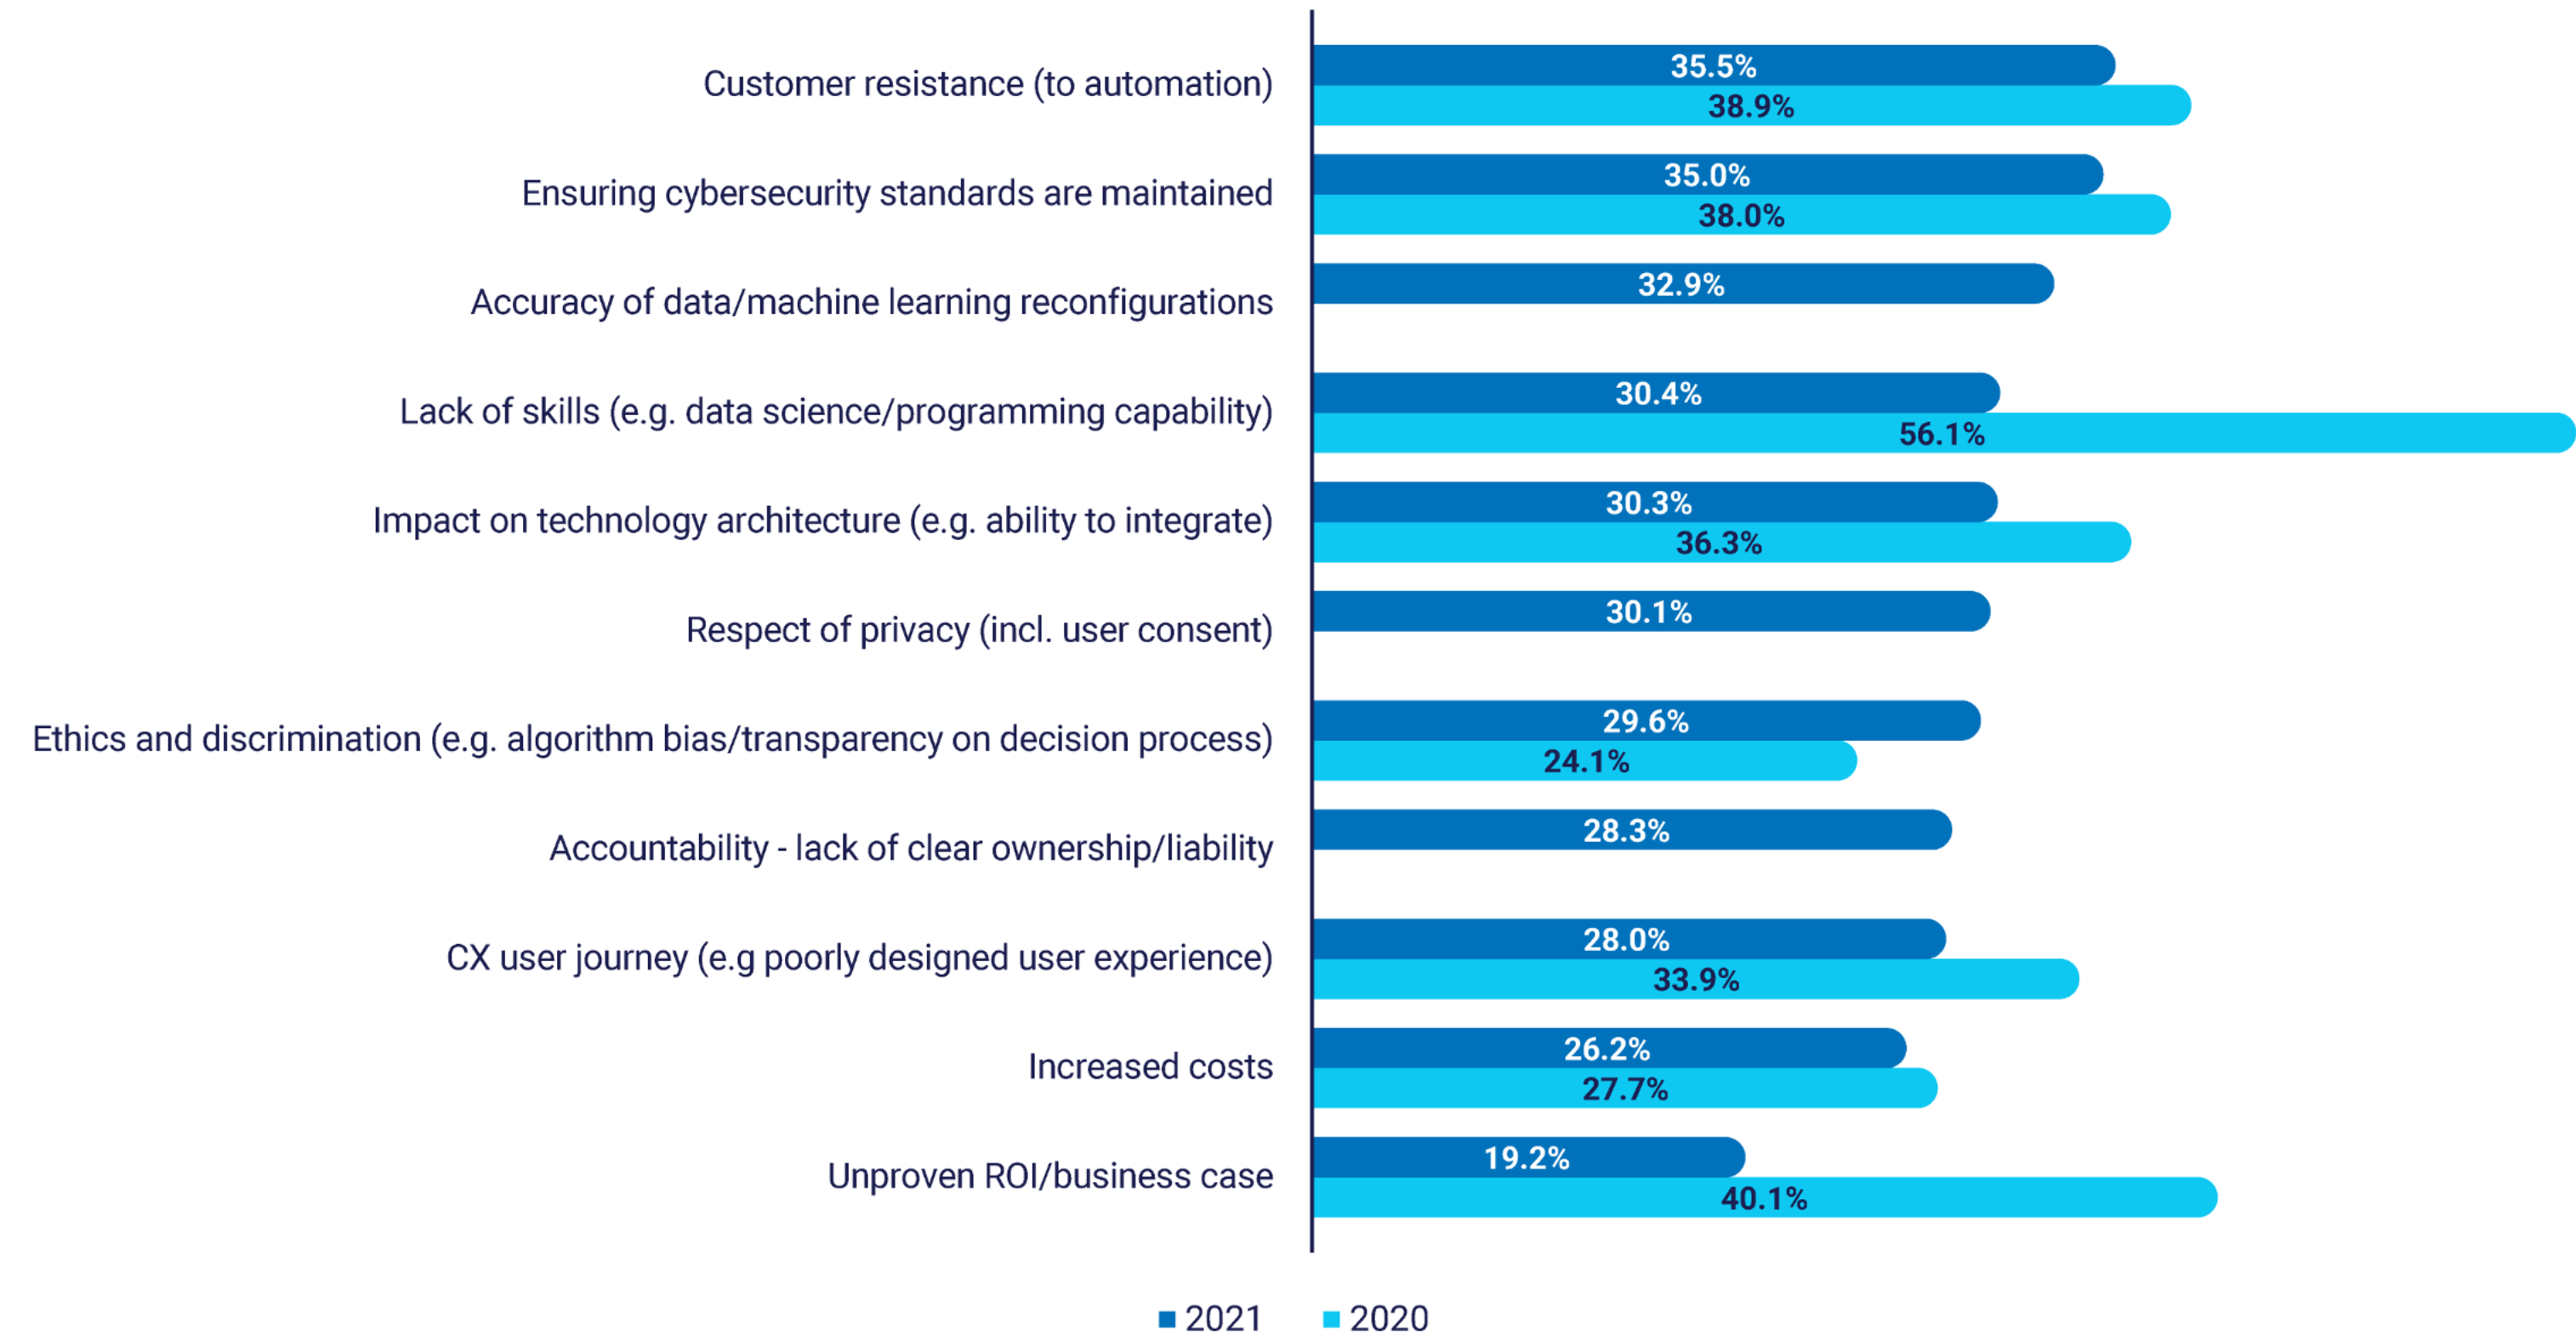 Customer resistance (to automation)
35.5%
38.9%
Ensuring cybersecurity standards are maintained
35.0%
38.0%
Accuracy of data/machine learning reconfigurations
32.9%
Lack of skills (e.g. data science/programming capability)
30.4%
56.1%
Impact on technology architecture (e.g. ability to integrate)
30.3%
36.3%
Respect of privacy (incl. user consent)
30.1%
Ethics and discrimination (e.g. algorithm bias/transparency on decision process)
29.6%
24.1%
Accountability - lack of clear ownership/liability
28.3%
CX user journey (e.g poorly designed user experience)
28.0%
33.9%
Increased costs
26.2%
27.7%
Unproven ROI/business case
19.2%
40.1%
2021 2020